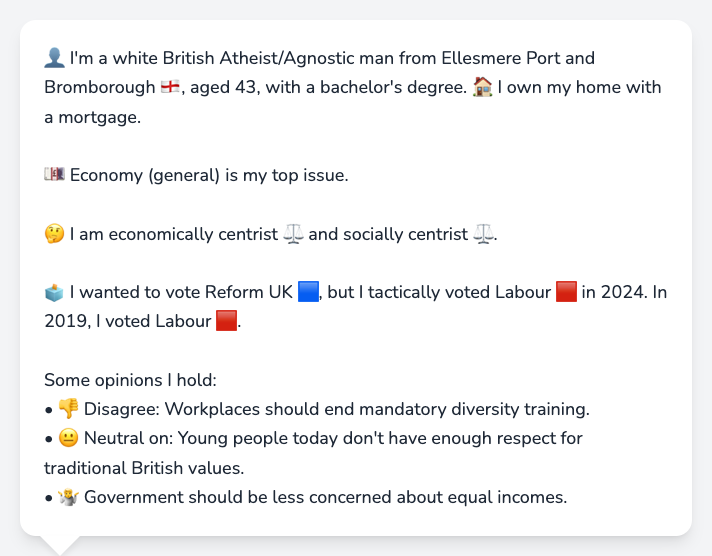 👤 I'm a white British Atheist/Agnostic man from Ellesmere Port and
Bromborough 🏴󠁧󠁢󠁥󠁮󠁧󠁿, aged 43, with a bachelor's degree. 🏠 I own my home with
a mortgage.
💷 Economy (general) is my top issue.
🤔 I am economically centrist ⚖️ and socially centrist ⚖️.
🗳️ I wanted to vote Reform UK 🟦, but I tactically voted Labour 🟥 in 2024. In
2019, I voted Labour 🟥.
Some opinions I hold:
• 👎 Disagree: Workplaces should end mandatory diversity training.
• 😐 Neutral on: Young people today don't have enough respect for
traditional British values.
• 🤷 Government should be less concerned about equal incomes.